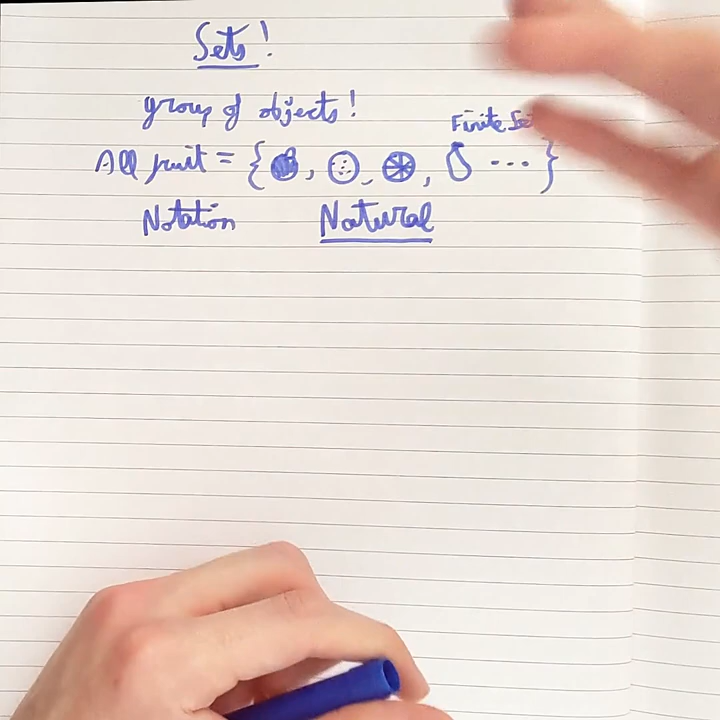 Sets!
group of objects!
Finite Set
All fruit = { , , , ... }
Notation Natural